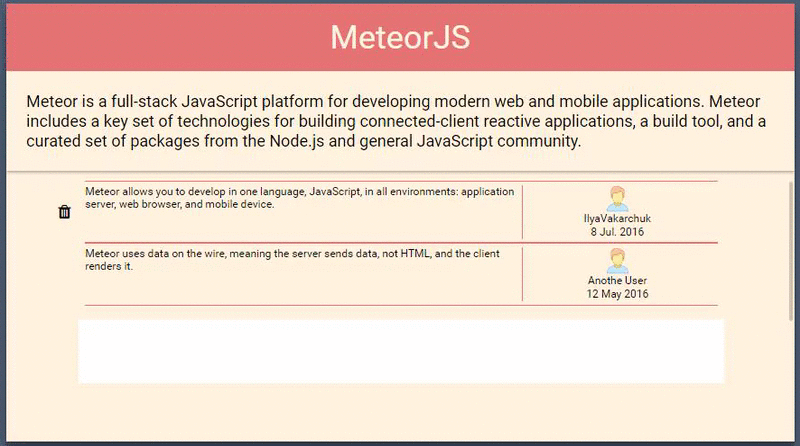 MeteorJS
Meteor is a full-stack JavaScript platform for developing modern web and mobile applications. Meteor
includes a key set of technologies for building connected-client reactive applications, a build tool, and a
curated set of packages from the Node.js and general JavaScript community.
Meteor allows you to develop in one language, JavaScript, in all environments: application
server, web browser, and mobile device.
IlyaVakarchuk
8 Jul. 2016
Meteor uses data on the wire, meaning the server sends data, not HTML, and the client
renders it.
Anothe User
12 May 2016